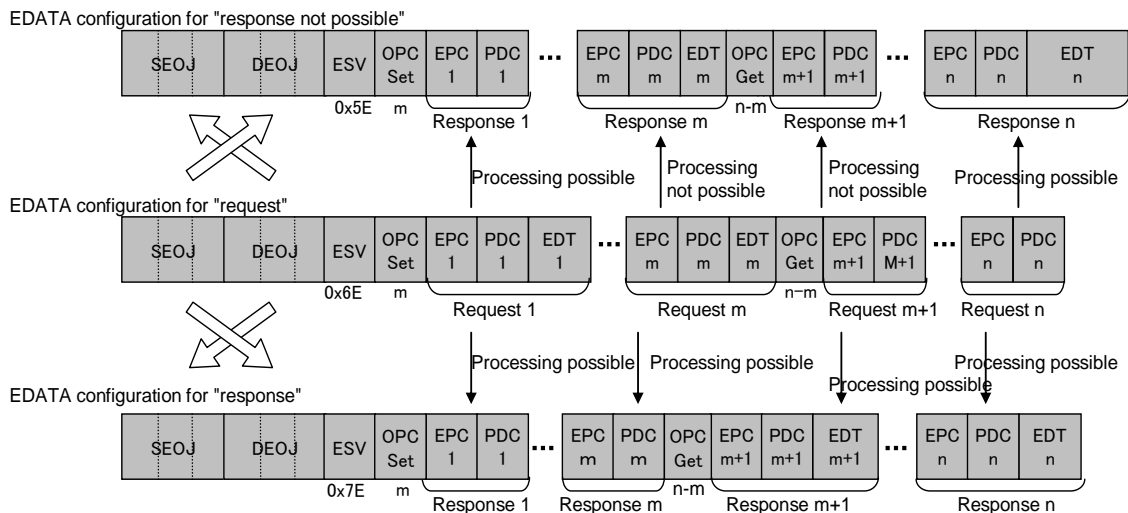 EDATA configuration for "response not possible"
SEOJ DEOJ ESV OPC Set EPC 1 PDC 1 ... EPC m PDC m EDT m OPC Get EPC m+1 PDC m+1 ... EPC n PDC n EDT n
0x5E m Response 1 Response m n-m Response m+1 Response n
Processing possible Processing not possible Processing not possible Processing possible
EDATA configuration for "request"
SEOJ DEOJ ESV OPC Set EPC 1 PDC 1 EDT 1 ... EPC m PDC m EDT m OPC Get EPC m+1 PDC M+1 ... EPC n PDC n
0x6E m Request 1 Request m n-m Request m+1 Request n
Processing possible Processing possible Processing possible Processing possible
EDATA configuration for "response"
SEOJ DEOJ ESV OPC Set EPC 1 PDC 1 ... EPC m PDC m OPC Get EPC m+1 PDC m+1 EDT m+1 ... EPC n PDC n EDT n
0x7E m Response 1 Response m n-m Response m+1 Response n